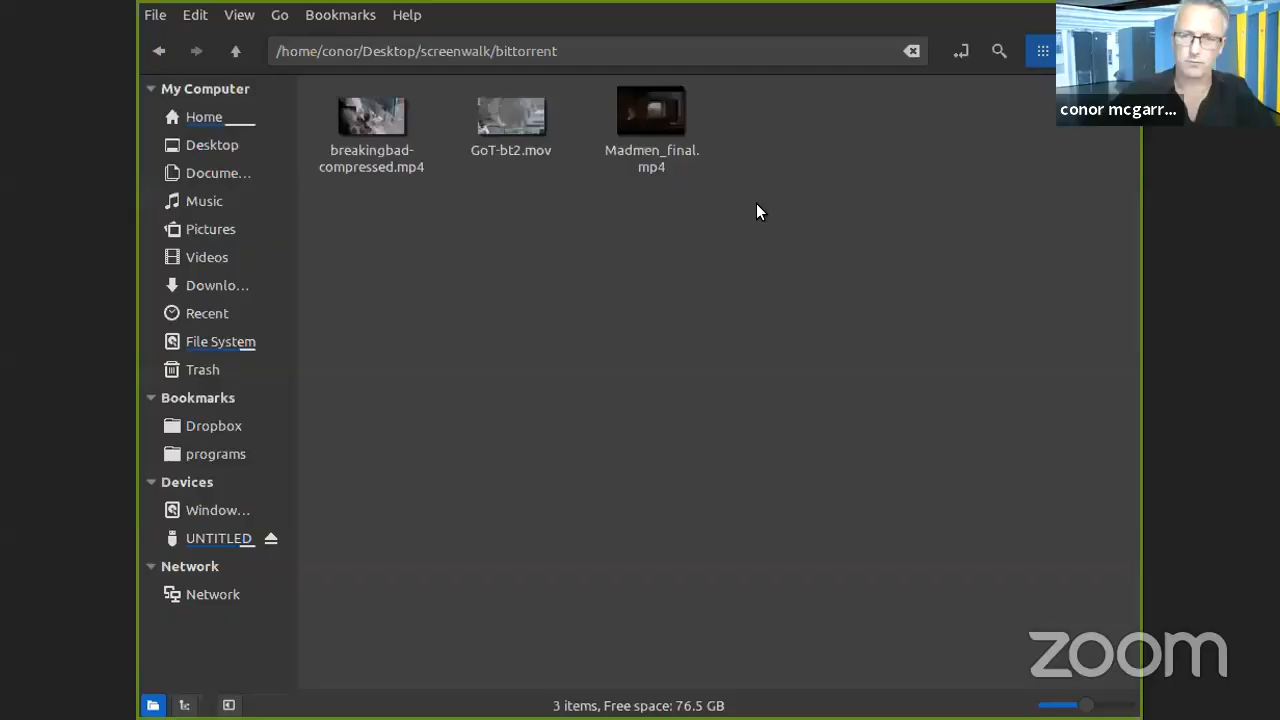 File Edit View Go Bookmarks Help
/home/conor/Desktop/screenwalk/bittorrent
conor mcgarr...
My Computer
Home
Desktop
Docume...
Music
Pictures
Videos
Downlo...
Recent
File System
Trash
Bookmarks
Dropbox
programs
Devices
Window...
UNTITLED
Network
Network
breakingbad-
compressed.mp4
GoT-bt2.mov
Madmen_final.
mp4
3 items, Free space: 76.5 GB
zoom